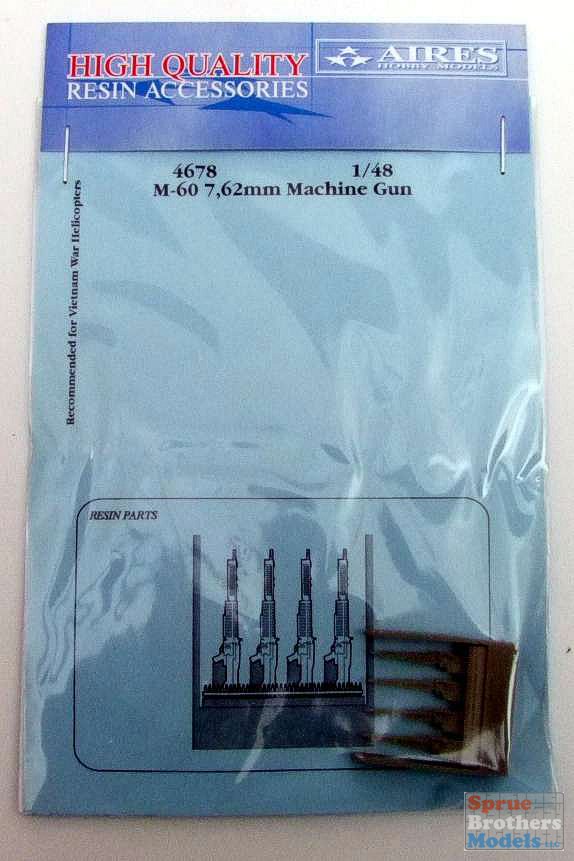 HIGH QUALITY
RESIN ACCESSORIES
AIRES
HOBBY MODELS
4678 1/48
M-60 7,62mm Machine Gun
Recommended for Vietnam War Helicopters
RESIN PARTS
Sprue
Brothers
Models LLC